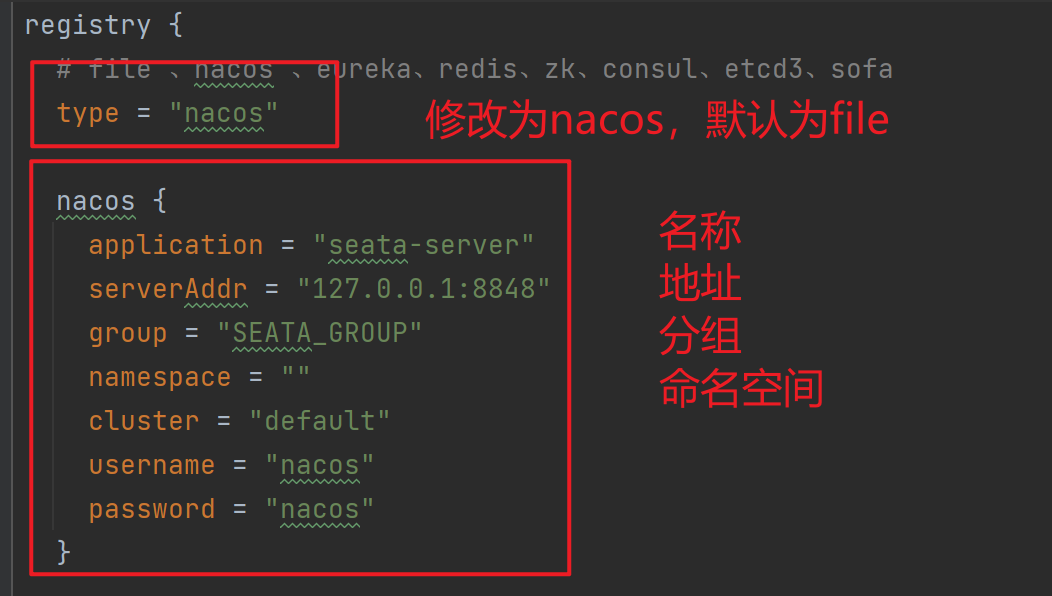 registry {
# file 、nacos 、eureka、redis、zk、consul、etcd3、sofa
type = "nacos"
修改为nacos，默认为file
nacos {
application = "seata-server"
名称
serverAddr = "127.0.0.1:8848"
地址
group = "SEATA_GROUP"
分组
namespace = ""
命名空间
cluster = "default"
username = "nacos"
password = "nacos"
}